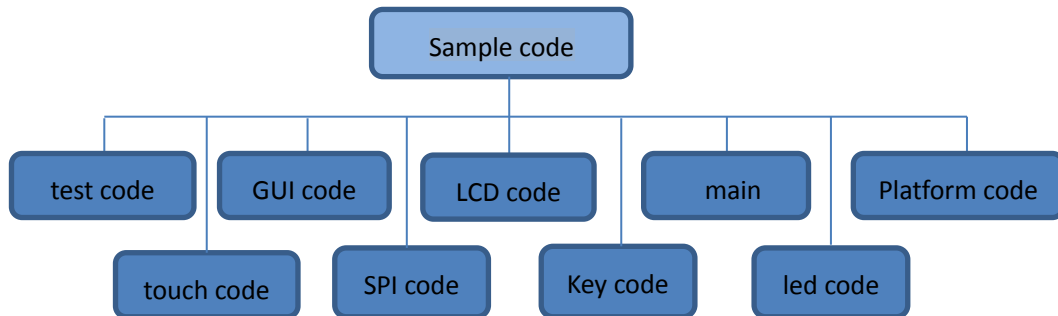 Sample code
test code
GUI code
LCD code
main
Platform code
touch code
SPI code
Key code
led code